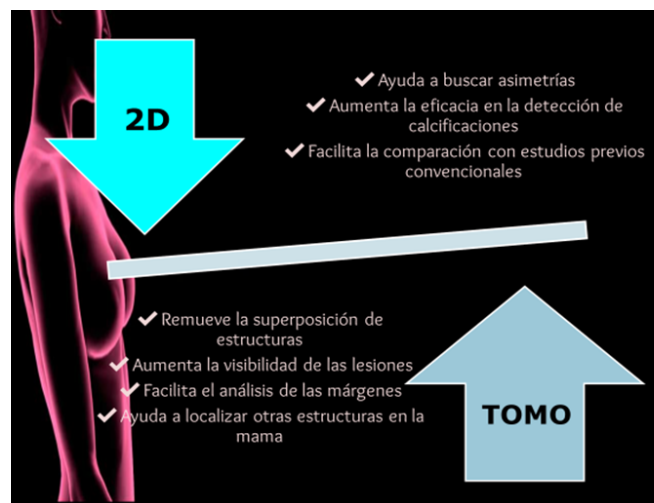 2D
✔ Ayuda a buscar asimetrías
✔ Aumenta la eficacia en la detección de
calcificaciones
✔ Facilita la comparación con estudios previos
convencionales
✔ Remueve la superposición de
estructuras
✔ Aumenta la visibilidad de las lesiones
✔ Facilita el análisis de las márgenes
✔ Ayuda a localizar otras estructuras en la
mama
TOMO